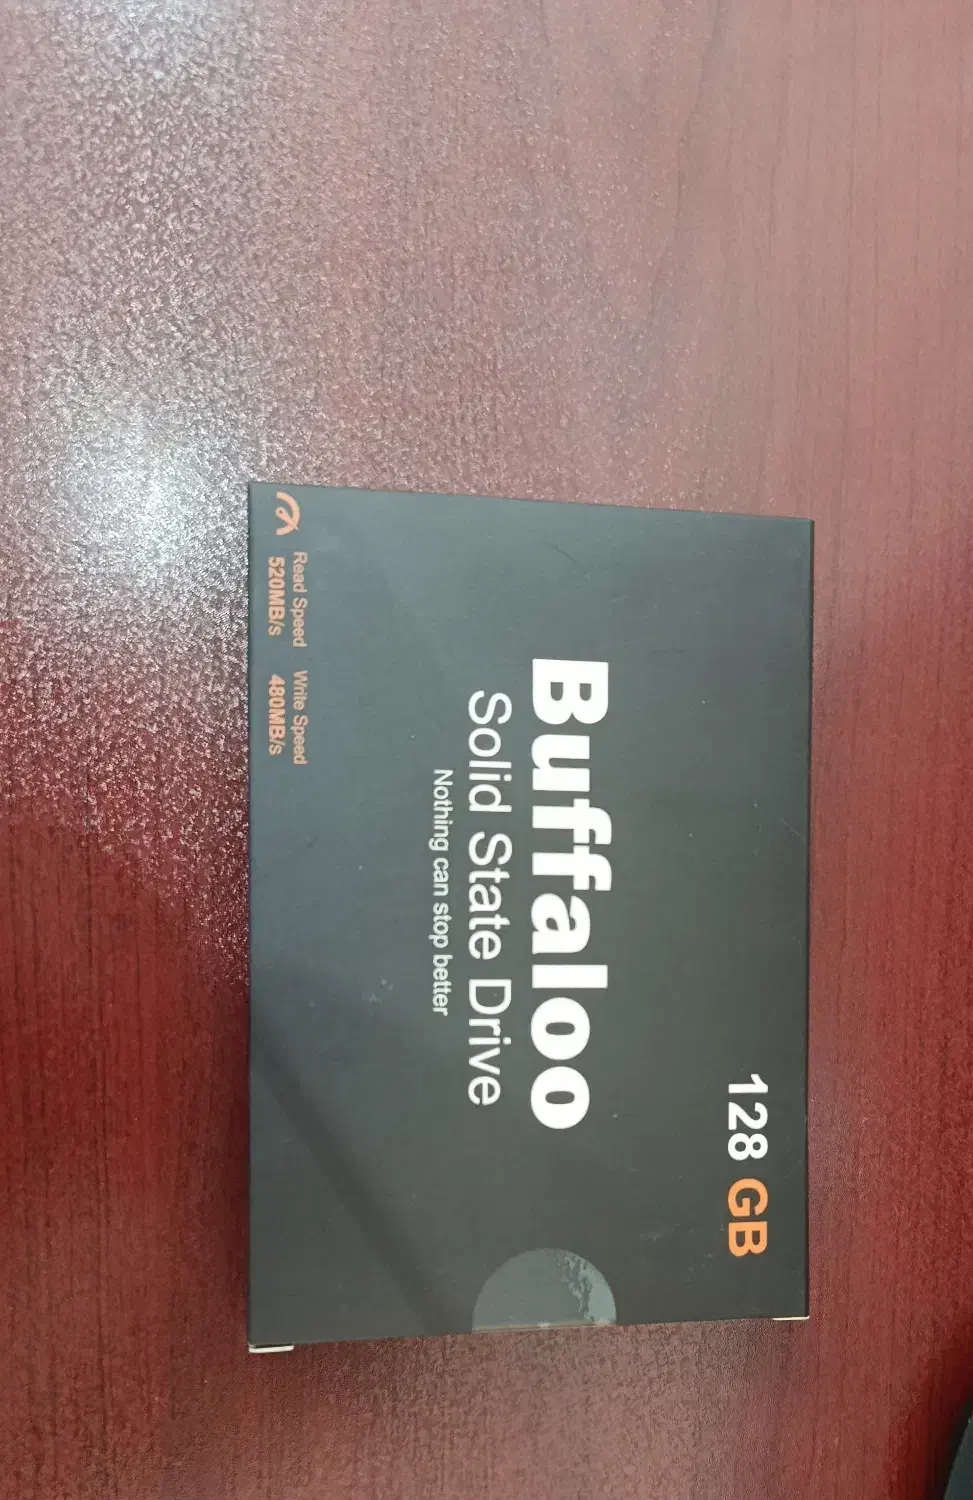 128 GB
Buffaloo
Solid State Drive
Nothing can stop better
Read Speed Write Speed
520MB/s 480MB/s